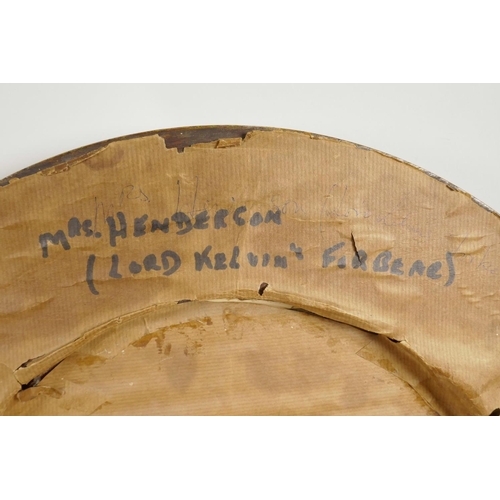 MRS. HENDERSON
(LORD KELVIN'S FORBEAR)